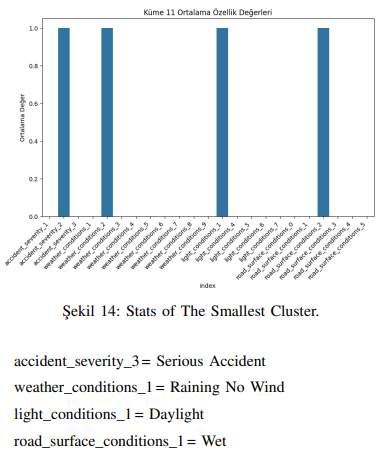 Küme 11 Ortalama Özellik Değerleri
1.0
0.8
0.6
0.4
0.2
0.0
Ortalama Değer
accident_severity_1
accident_severity_2
accident_severity_3
weather_conditions_1
weather_conditions_2
weather_conditions_3
weather_conditions_4
weather_conditions_5
weather_conditions_6
weather_conditions_7
weather_conditions_8
weather_conditions_9
light_conditions_1
light_conditions_4
light_conditions_5
light_conditions_6
light_conditions_7
road_surface_conditions_0
road_surface_conditions_1
road_surface_conditions_2
road_surface_conditions_3
road_surface_conditions_4
road_surface_conditions_5
index
Şekil 14: Stats of The Smallest Cluster.
accident_severity_3= Serious Accident
weather_conditions_1= Raining No Wind
light_conditions_1= Daylight
road_surface_conditions_1= Wet